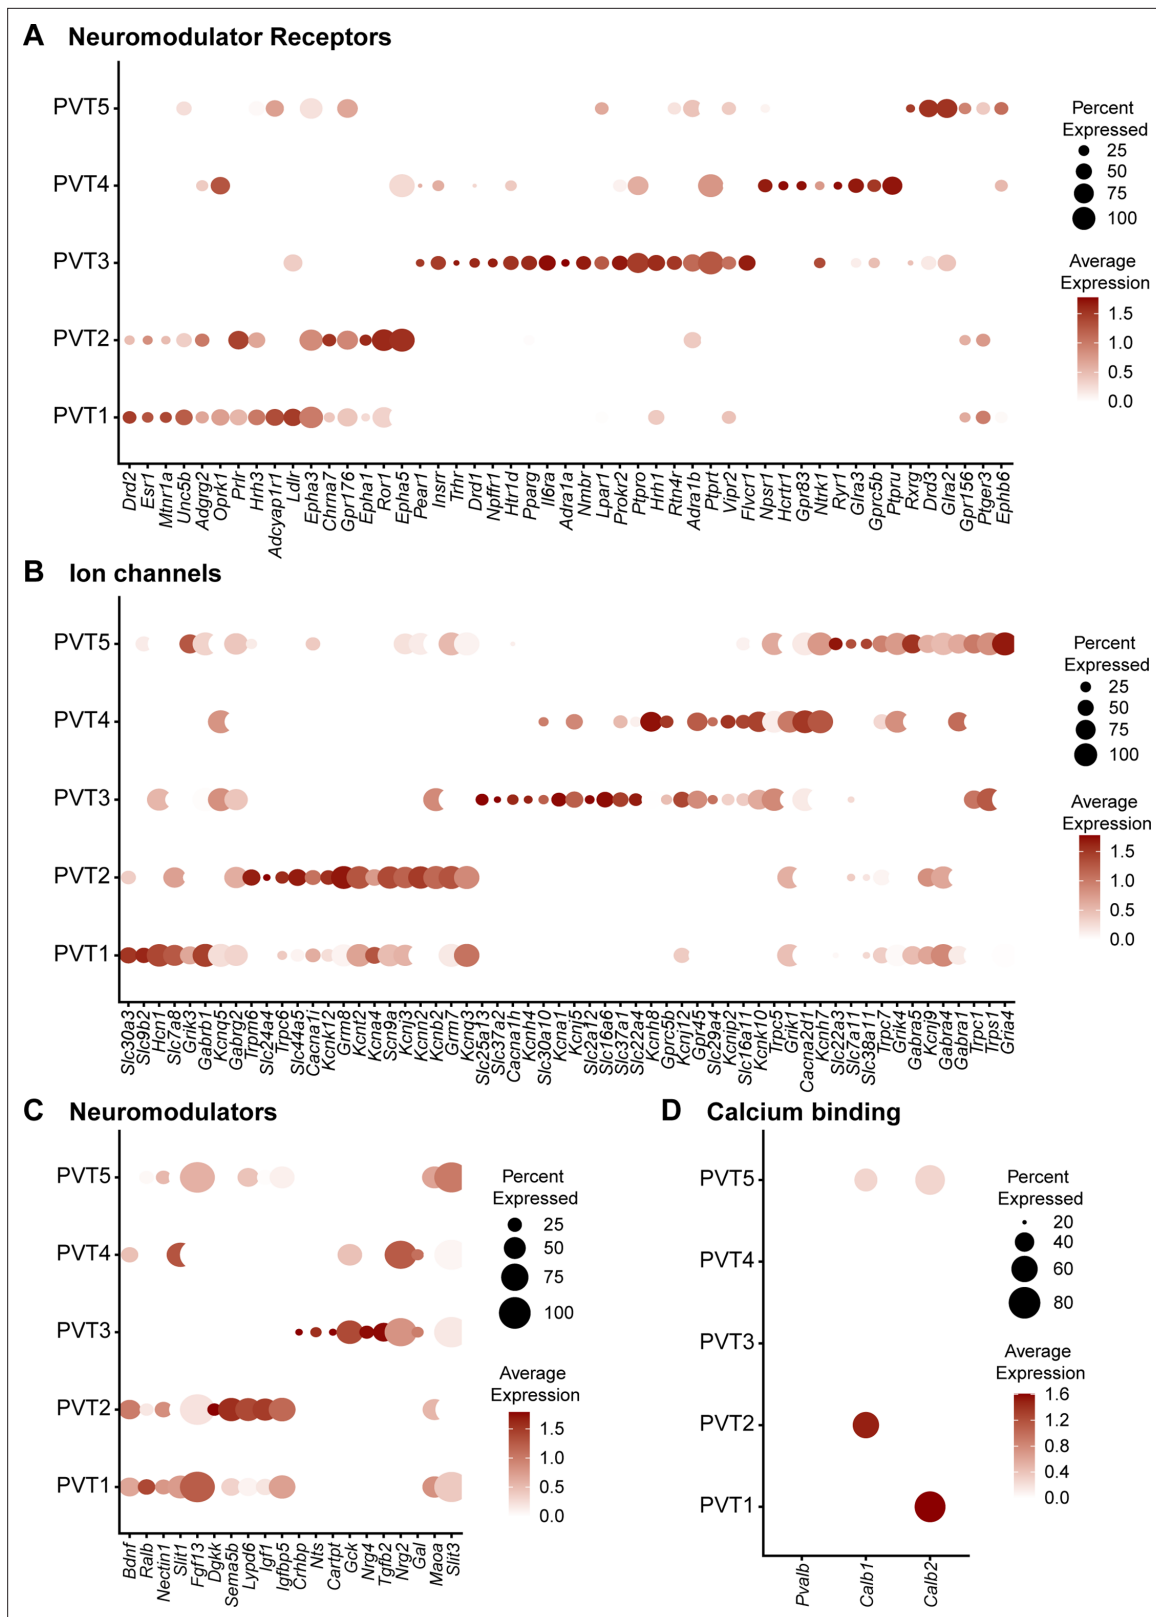 A Neuromodulator Receptors
PVT5
PVT4
PVT3
PVT2
PVT1
Percent
Expressed
25
50
75
100
Average
Expression
1.5
1.0
0.5
0.0
Drd2
Esr1
Mtnr1a
Unc5b
Adgrg2
Oprk1
Prlr
Hrh3
Adcyap1r1
Ldlr
Epha3
Chrna7
Gpr176
Epha1
Ror1
Epha5
Pear1
Insrr
Trhr
Drd1
Npffr1
Htr1d
Pparg
Il6ra
Adra1a
Nmbr
Lpar1
Prokr2
Ptpro
Hrh1
Rtn4r
Adra1b
Ptprt
Vipr2
Flvcr1
Npsr1
Hcrtr1
Gpr83
Ntrk1
Ryr1
Glra3
Gprc5b
Ptpru
Rxrg
Drd3
Glra2
Gpr156
Ptger3
Ephb6
B Ion channels
PVT5
PVT4
PVT3
PVT2
PVT1
Percent
Expressed
25
50
75
100
Average
Expression
1.5
1.0
0.5
0.0
Slc30a3
Slc9b2
Hcn1
Slc7a8
Grik3
Gabrb1
Kcnq5
Gabrg2
Trpm6
Slc24a4
Trpc6
Slc44a5
Cacna1i
Kcnk12
Grm8
Kcnt2
Kcna4
Scn9a
Kcnj3
Kcnn2
Kcnb2
Grm7
Kcnq3
Slc25a13
Slc37a2
Cacna1h
Kcnh4
Slc30a10
Kcna1
Kcnj5
Slc2a12
Slc16a6
Slc37a1
Slc22a4
Kcnh8
Gprc5b
Kcnj12
Gpr45
Slc29a4
Kcnip2
Slc16a11
Kcnk10
Trpc5
Grik1
Cacna2d1
Kcnh7
Slc22a3
Slc7a11
Slc38a11
Trpc7
Grik4
Gabra5
Kcnj9
Gabra4
Gabra1
Trpc1
Trps1
Gria4
C Neuromodulators
PVT5
PVT4
PVT3
PVT2
PVT1
Percent
Expressed
25
50
75
100
Average
Expression
1.5
1.0
0.5
0.0
Bdnf
Ralb
Nectin1
Slit1
Fgf13
Dgkk
Sema5b
Lypd6
Igf1
Igfbp5
Crhbp
Nts
Cartpt
Gck
Nrg4
Tgfb2
Nrg2
Gal
Maoa
Slit3
D Calcium binding
PVT5
PVT4
PVT3
PVT2
PVT1
Percent
Expressed
20
40
60
80
Average
Expression
1.6
1.2
0.8
0.4
0.0
Pvalb
Calb1
Calb2